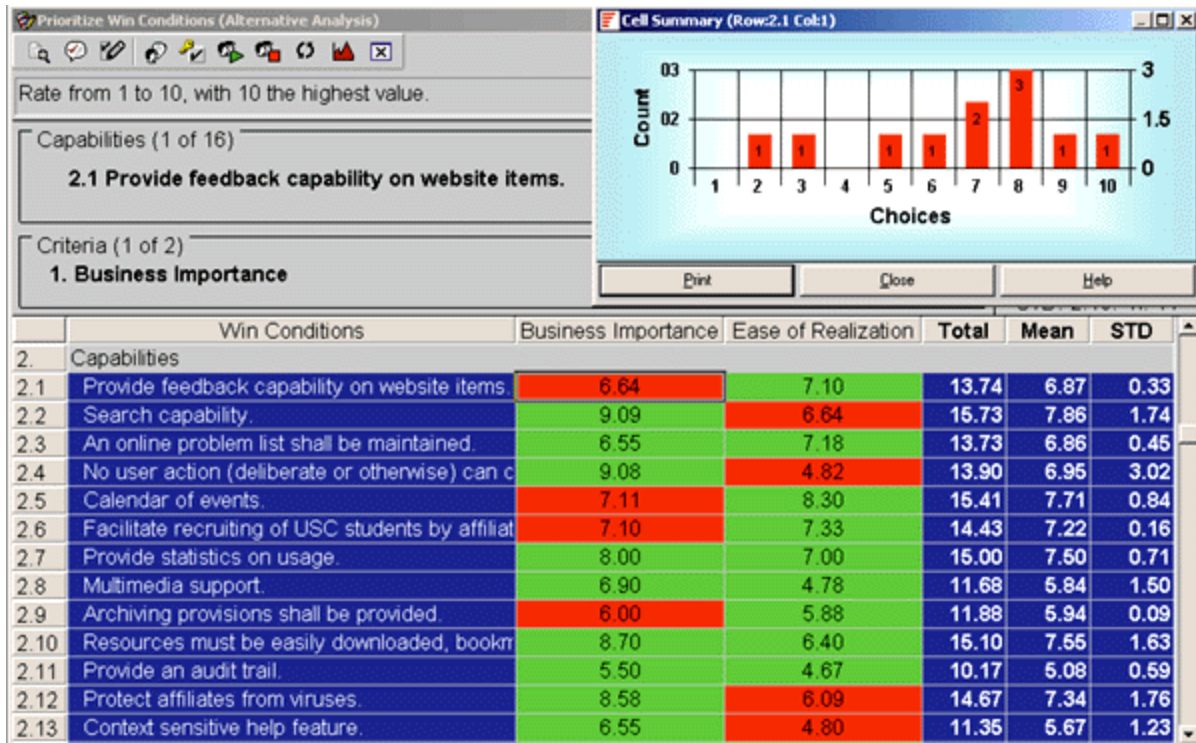 Prioritize Win Conditions (Alternative Analysis)
Rate from 1 to 10, with 10 the highest value.
Capabilities (1 of 16)
2.1 Provide feedback capability on website items.
Criteria (1 of 2)
1. Business Importance
Cell Summary (Row:2.1 Col:1)
03 3
02 1.5
0 0
Count
1 1 1 1 2 3 1 1
1 2 3 4 5 6 7 8 9 10
Choices
Print Close Help
Win Conditions Business Importance Ease of Realization Total Mean STD
2. Capabilities
2.1 Provide feedback capability on website items. 6.64 7.10 13.74 6.87 0.33
2.2 Search capability. 9.09 6.64 15.73 7.86 1.74
2.3 An online problem list shall be maintained. 6.55 7.18 13.73 6.86 0.45
2.4 No user action (deliberate or otherwise) can c 9.08 4.82 13.90 6.95 3.02
2.5 Calendar of events. 7.11 8.30 15.41 7.71 0.84
2.6 Facilitate recruiting of USC students by affiliat 7.10 7.33 14.43 7.22 0.16
2.7 Provide statistics on usage. 8.00 7.00 15.00 7.50 0.71
2.8 Multimedia support. 6.90 4.78 11.68 5.84 1.50
2.9 Archiving provisions shall be provided. 6.00 5.88 11.88 5.94 0.09
2.10 Resources must be easily downloaded, bookm 8.70 6.40 15.10 7.55 1.63
2.11 Provide an audit trail. 5.50 4.67 10.17 5.08 0.59
2.12 Protect affiliates from viruses. 8.58 6.09 14.67 7.34 1.76
2.13 Context sensitive help feature. 6.55 4.80 11.35 5.67 1.23